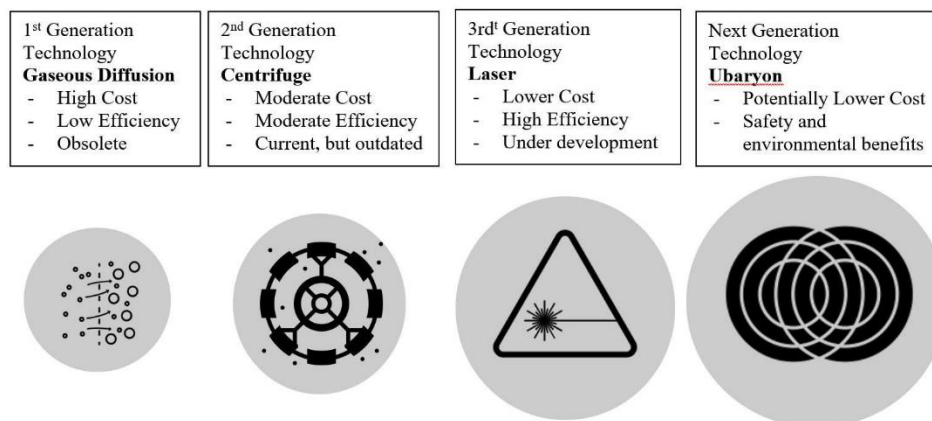 1st Generation
Technology
Gaseous Diffusion
- High Cost
- Low Efficiency
- Obsolete
2nd Generation
Technology
Centrifuge
- Moderate Cost
- Moderate Efficiency
- Current, but outdated
3rdt Generation
Technology
Laser
- Lower Cost
- High Efficiency
- Under development
Next Generation
Technology
Ubaryon
- Potentially Lower Cost
- Safety and
environmental benefits